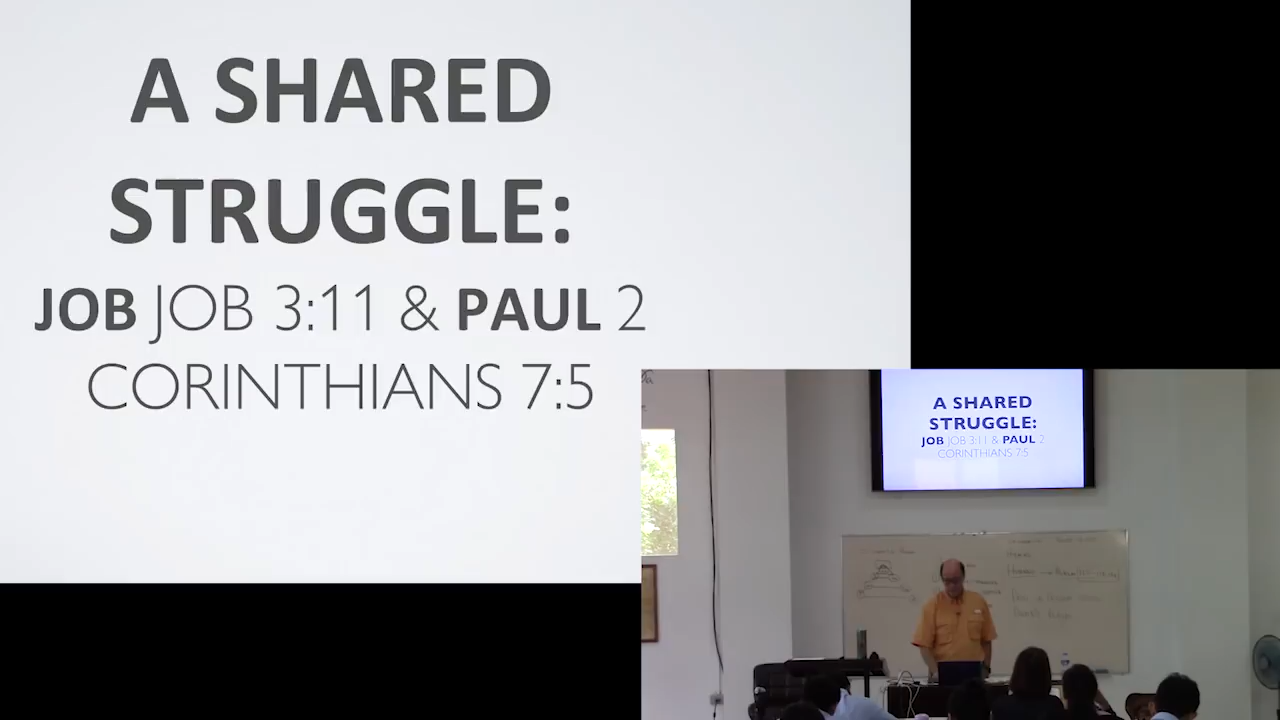 A SHARED
STRUGGLE:
JOB JOB 3:11 & PAUL 2
CORINTHIANS 7:5
A SHARED
STRUGGLE:
JOB JOB 3:11 & PAUL 2
CORINTHIANS 7:5